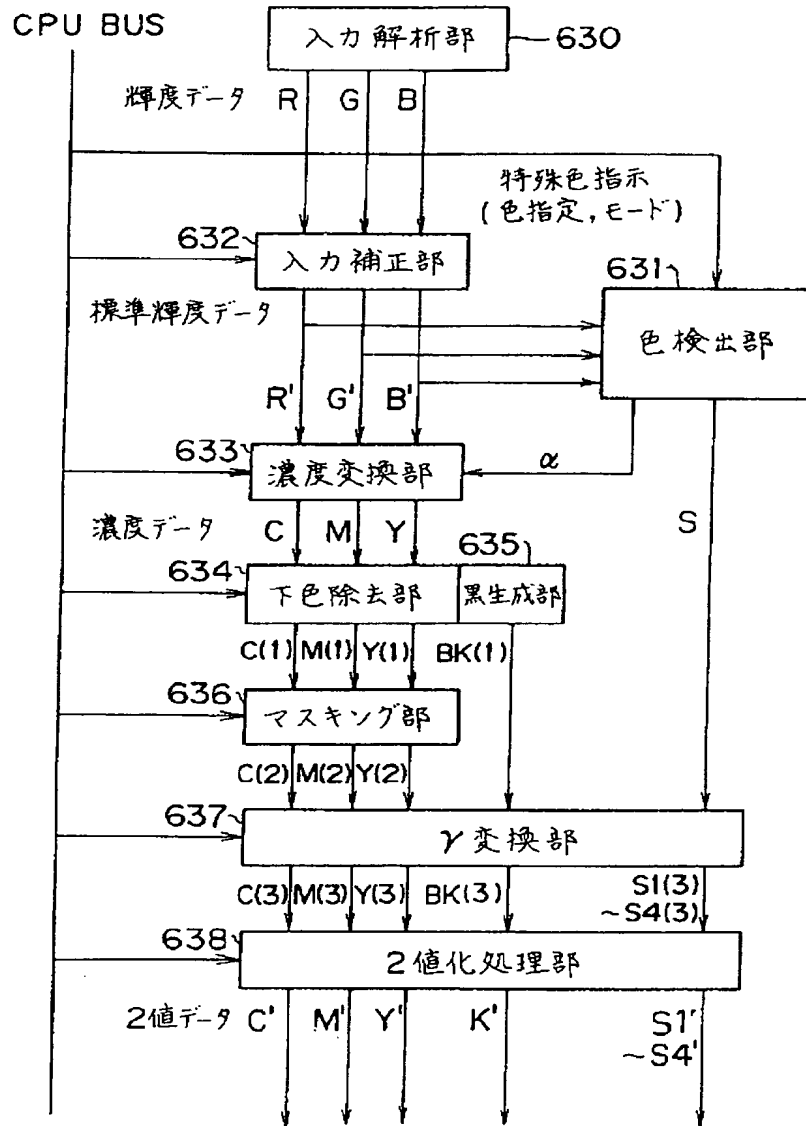 CPU BUS
入力解析部 630
輝度データ R G B
特殊色指示
(色指定,モード)
632
入力補正部
631
標準輝度データ
色検出部
R' G' B'
633
濃度変換部
α
濃度データ C M Y
S
634
635
下色除去部 黒生成部
C(1) M(1) Y(1) BK(1)
636
マスキング部
C(2) M(2) Y(2)
637
γ変換部
C(3) M(3) Y(3) BK(3) S1(3)
~S4(3)
638
2値化処理部
2値データ C' M' Y' K' S1'
~S4'